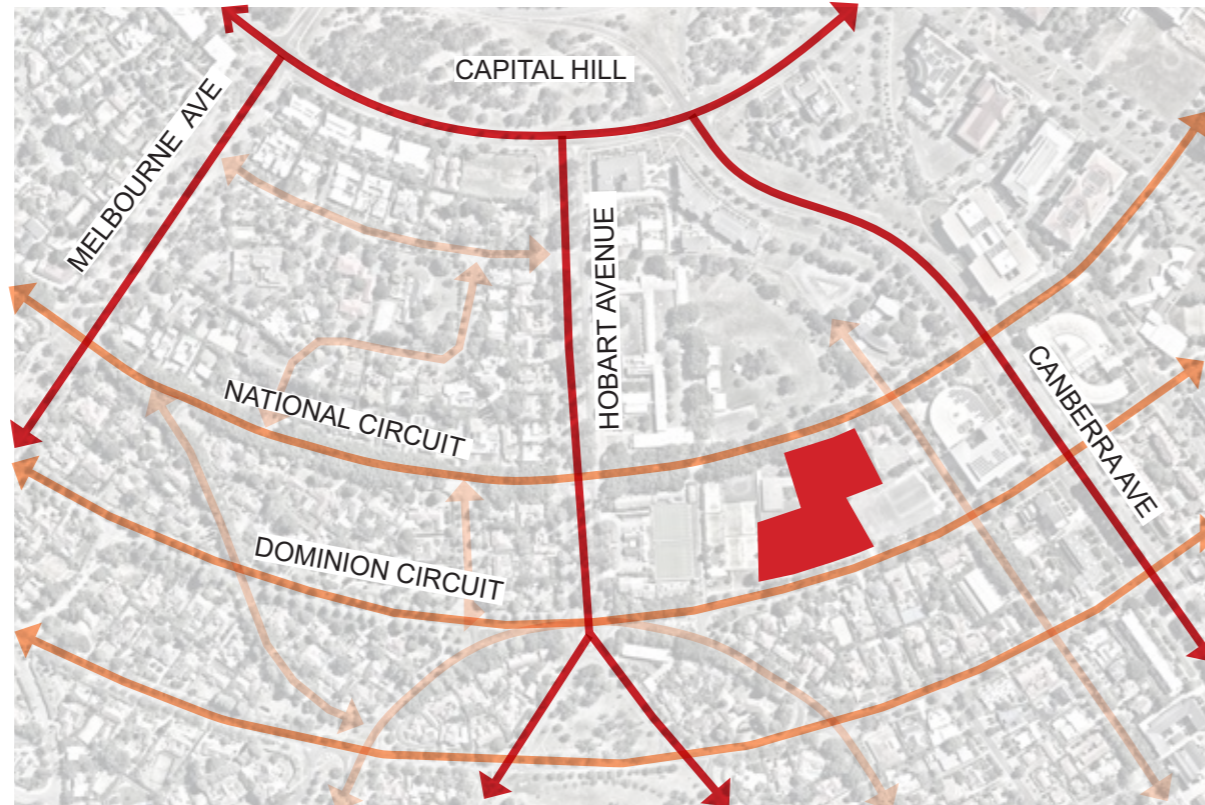 CAPITAL HILL
MELBOURNE AVE
HOBART AVENUE
NATIONAL CIRCUIT
CANBERRA AVE
DOMINION CIRCUIT